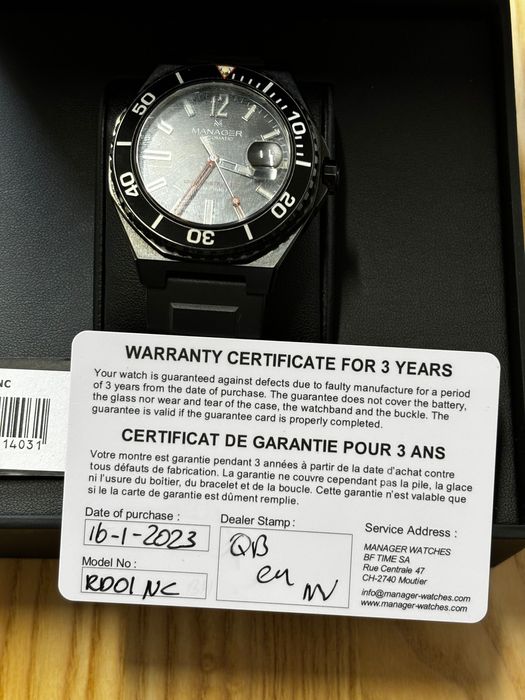 50
10
40
20
30
12
MANAGER
AUTOMATIC
NC
14031
WARRANTY CERTIFICATE FOR 3 YEARS
Your watch is guaranteed against defects due to faulty manufacture for a period
of 3 years from the date of purchase. The guarantee does not cover the battery,
the glass nor wear and tear of the case, the watchband and the buckle. The
guarantee is valid if the guarantee card is properly completed.
CERTIFICAT DE GARANTIE POUR 3 ANS
Votre montre est garantie pendant 3 années à partir de la date d'achat contre
tous défauts de fabrication. La garantie ne couvre cependant pas la pile, la glace
ni l'usure du boîtier, du bracelet et de la boucle. Cette garantie n'est valable que
si le la carte de garantie est dûment remplie.
Date of purchase :
16-1-2023
Model No :
RD01 NC
Dealer Stamp :
QB
eu
NV
Service Address :
MANAGER WATCHES
BF TIME SA
Rue Centrale 47
CH-2740 Moutier
info@manager-watches.com
www.manager-watches.com